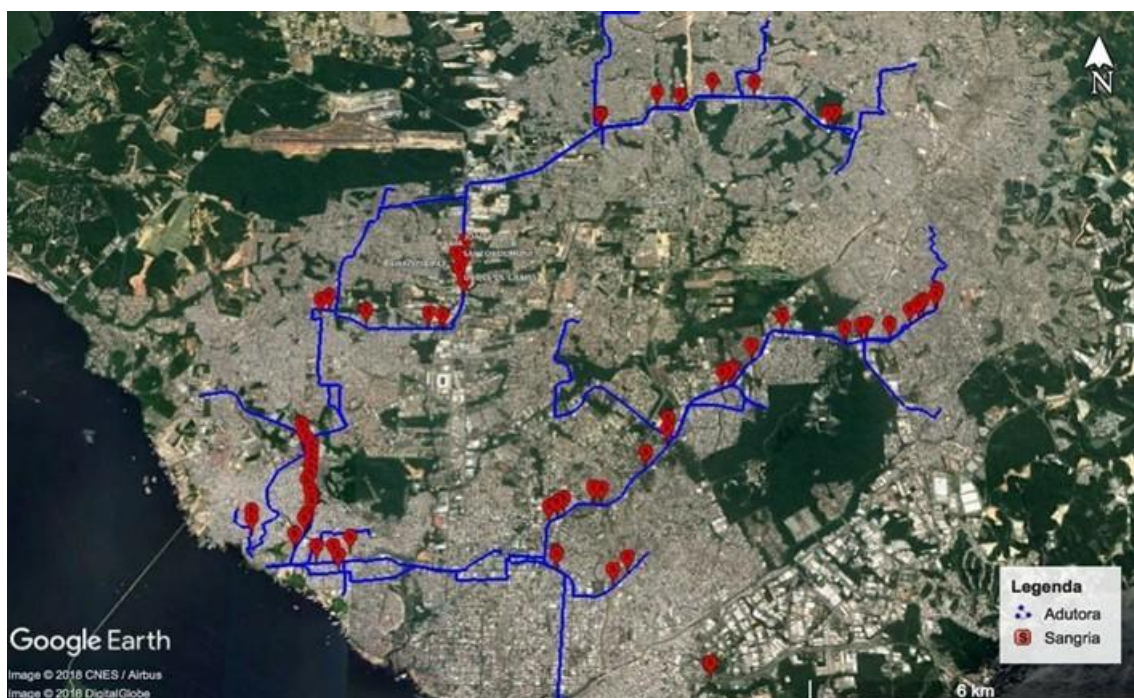 N
Legenda
Adutora
S Sangria
Google Earth
Image © 2018 CNES / Airbus
Image © 2018 DigitalGlobe
6 km